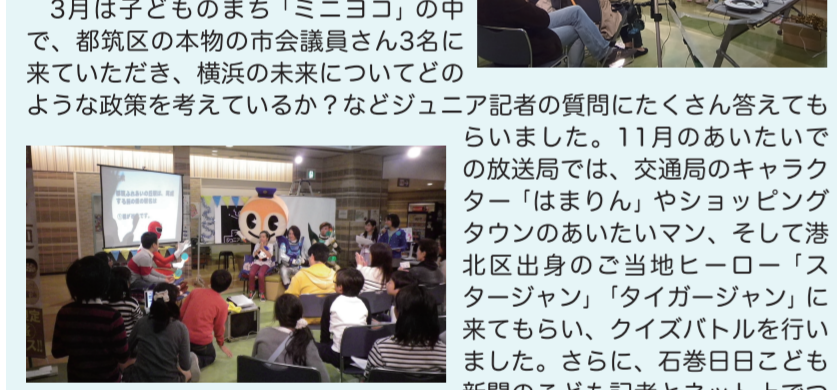 3月は子どものまち「ミニヨコ」の中
で、都筑区の本物の市会議員さん3名に
来ていただき、横浜の未来についてどの
ような政策を考えているか？などジュニア記者の質問にたくさん答えても
らいました。11月のあいたいで
の放送局では、交通局のキャラク
ター「はまりん」やショッピング
タウンのあいたいマン、そして港
北区出身のご当地ヒーロー「ス
タージャン」「タイガージャン」に
来てもらい、クイズバトルを行い
ました。さらに、石巻日日こども